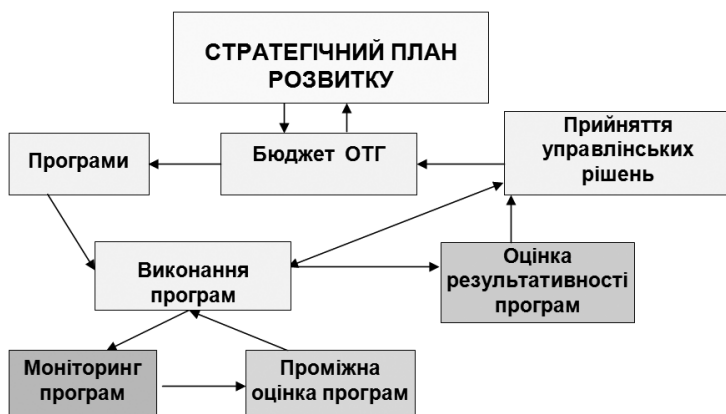 СТРАТЕГІЧНИЙ ПЛАН
РОЗВИТКУ
Прийняття
управлінських
рішень
Програми
Бюджет ОТГ
Виконання
програм
Оцінка
результативності
програм
Моніторинг
програм
Проміжна
оцінка програм